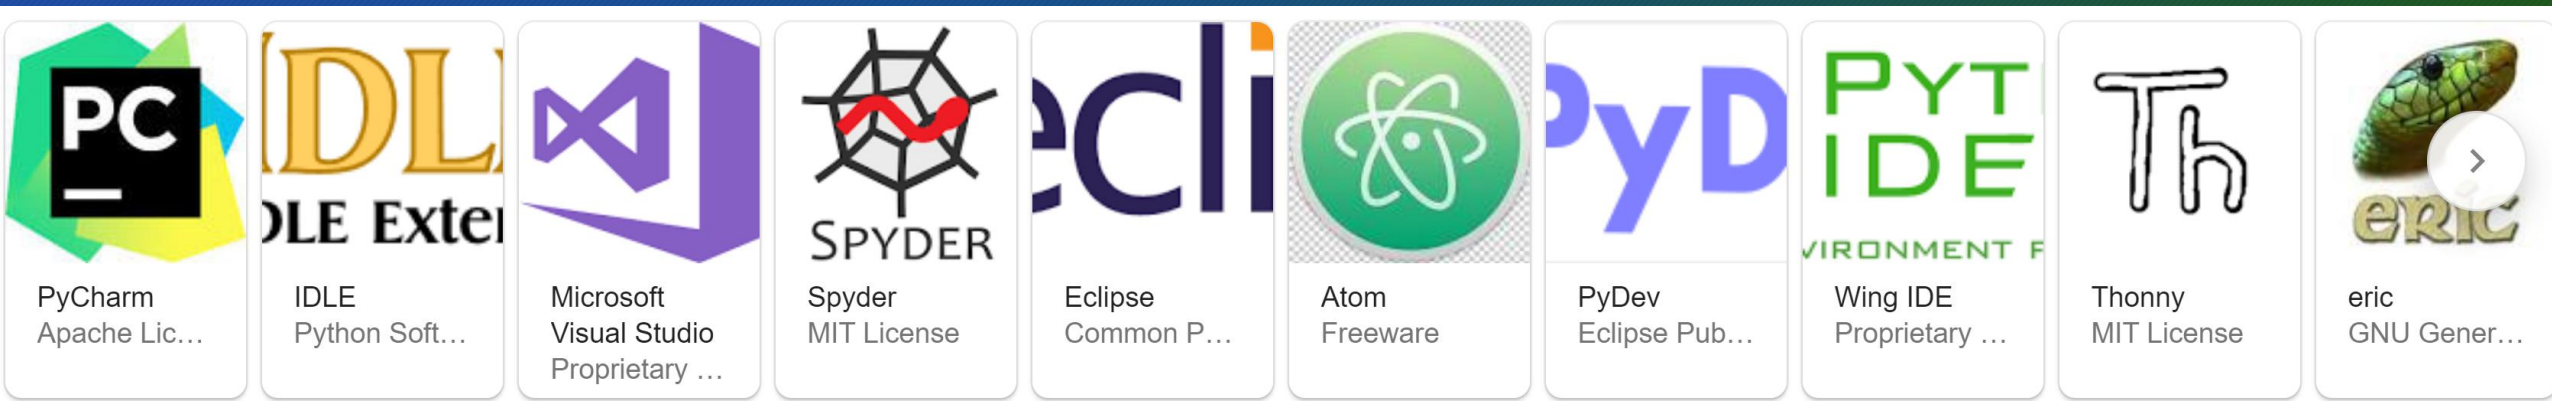 PC
IDLE
DLE Exter
SPYDER
ecli
PyD
PYT
IDE
VIRONMENT F
Th
eric
PyCharm
Apache Lic...
IDLE
Python Soft...
Microsoft
Visual Studio
Proprietary ...
Spyder
MIT License
Eclipse
Common P...
Atom
Freeware
PyDev
Eclipse Pub...
Wing IDE
Proprietary ...
Thonny
MIT License
eric
GNU Gener...